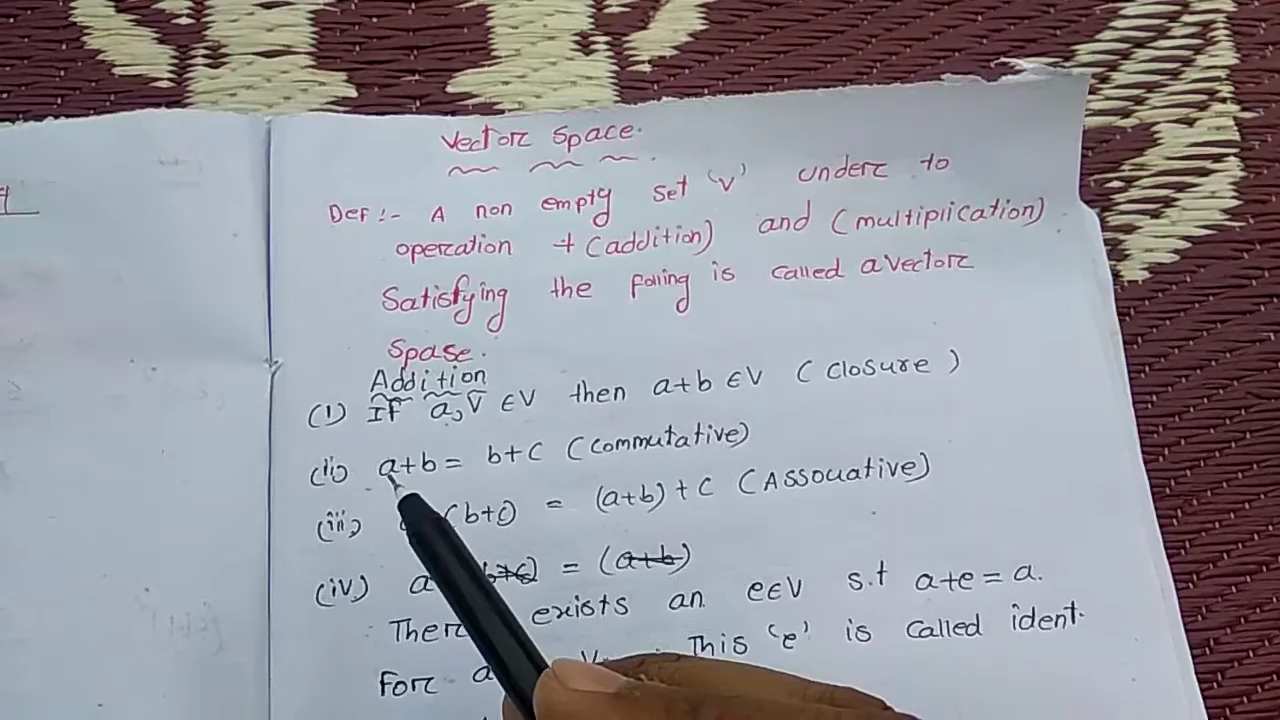 Vector Space.
Def :- A non empty set 'v' under to
operation + (addition) and (multiplication)
Satisfying the folling is called a vector
Spase.
Addition
(i) If a, v ∈V then a+b ∈V (closure)
(ii) a+b = b+c (commutative)
(iii) (b+c) = (a+b)+c (Assouative)
(iv) a = (a+b)
There exists an e∈V s.t a+e = a.
For a This 'e' is called ident